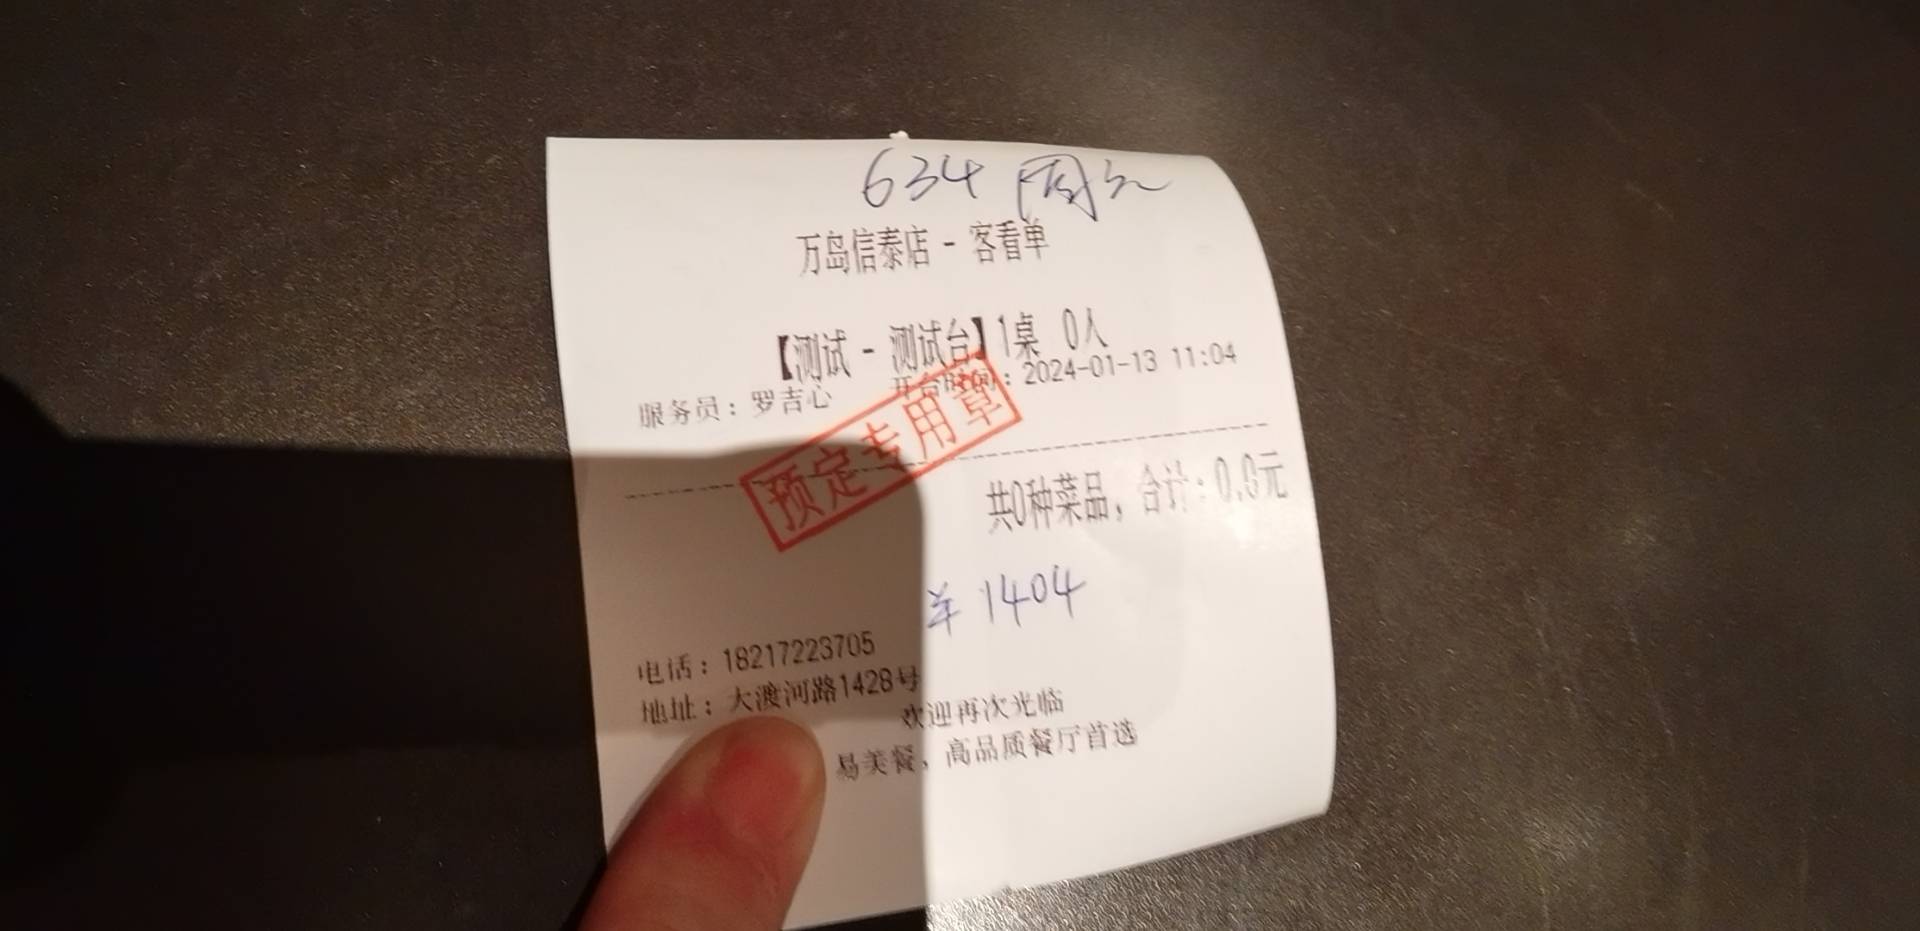 634 周
万岛信泰店 - 客看单
【测试 - 测试台】1桌 0人
服务员：罗吉心 开台时间：2024-01-13 11:04
预定专用章
共0种菜品，合计：0.0元
¥ 1404
电话：18217223705
地址：大渡河路1428号
欢迎再次光临
易美餐，高品质餐厅首选